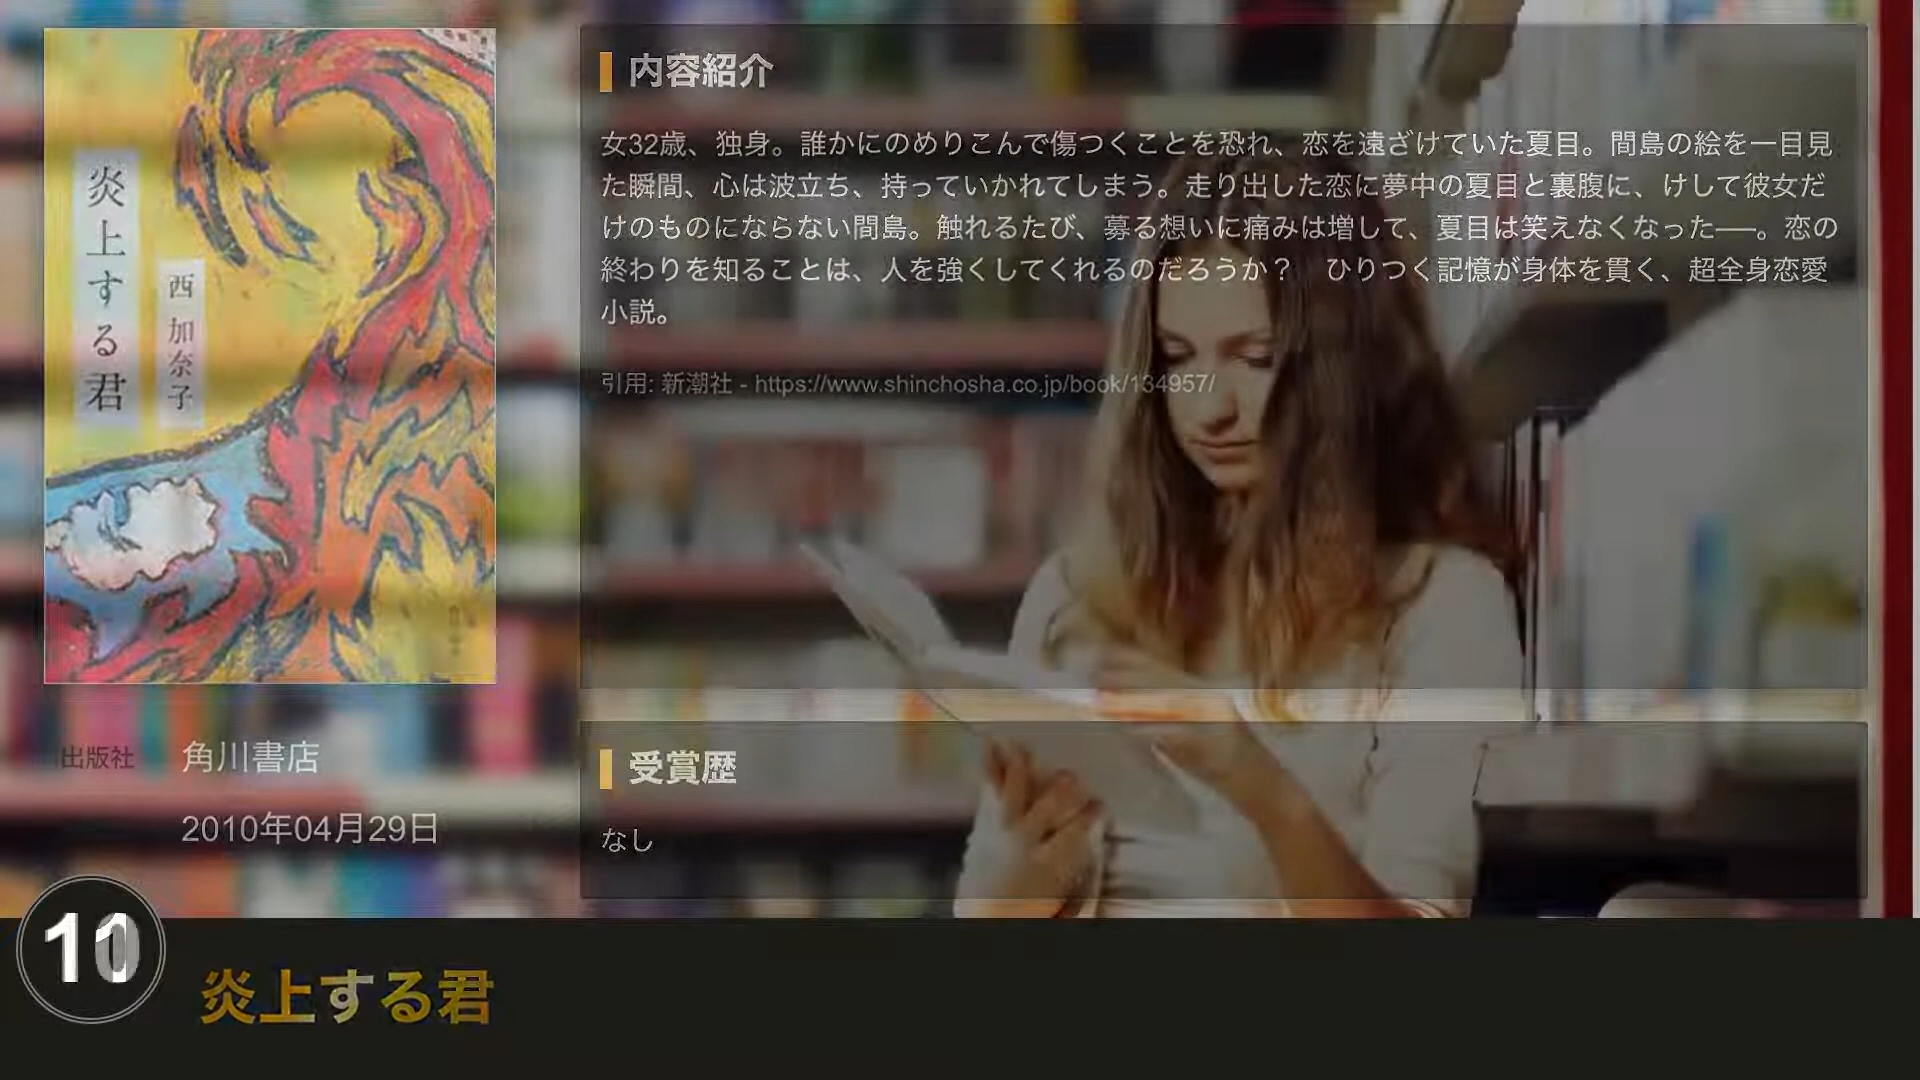 炎上する君
西加奈子
出版社
角川書店
2010年04月29日
内容紹介
女32歳、独身。誰かにのめりこんで傷つくことを恐れ、恋を遠ざけていた夏目。間島の絵を一目見
た瞬間、心は波立ち、持っていかれてしまう。走り出した恋に夢中の夏目と裏腹に、けして彼女だ
けのものにならない間島。触れるたび、募る想いに痛みは増して、夏目は笑えなくなった――。恋の
終わりを知ることは、人を強くしてくれるのだろうか？　ひりつく記憶が身体を貫く、超全身恋愛
小説。
引用: 新潮社 - https://www.shinchosha.co.jp/book/134957/
受賞歴
なし
炎上する君